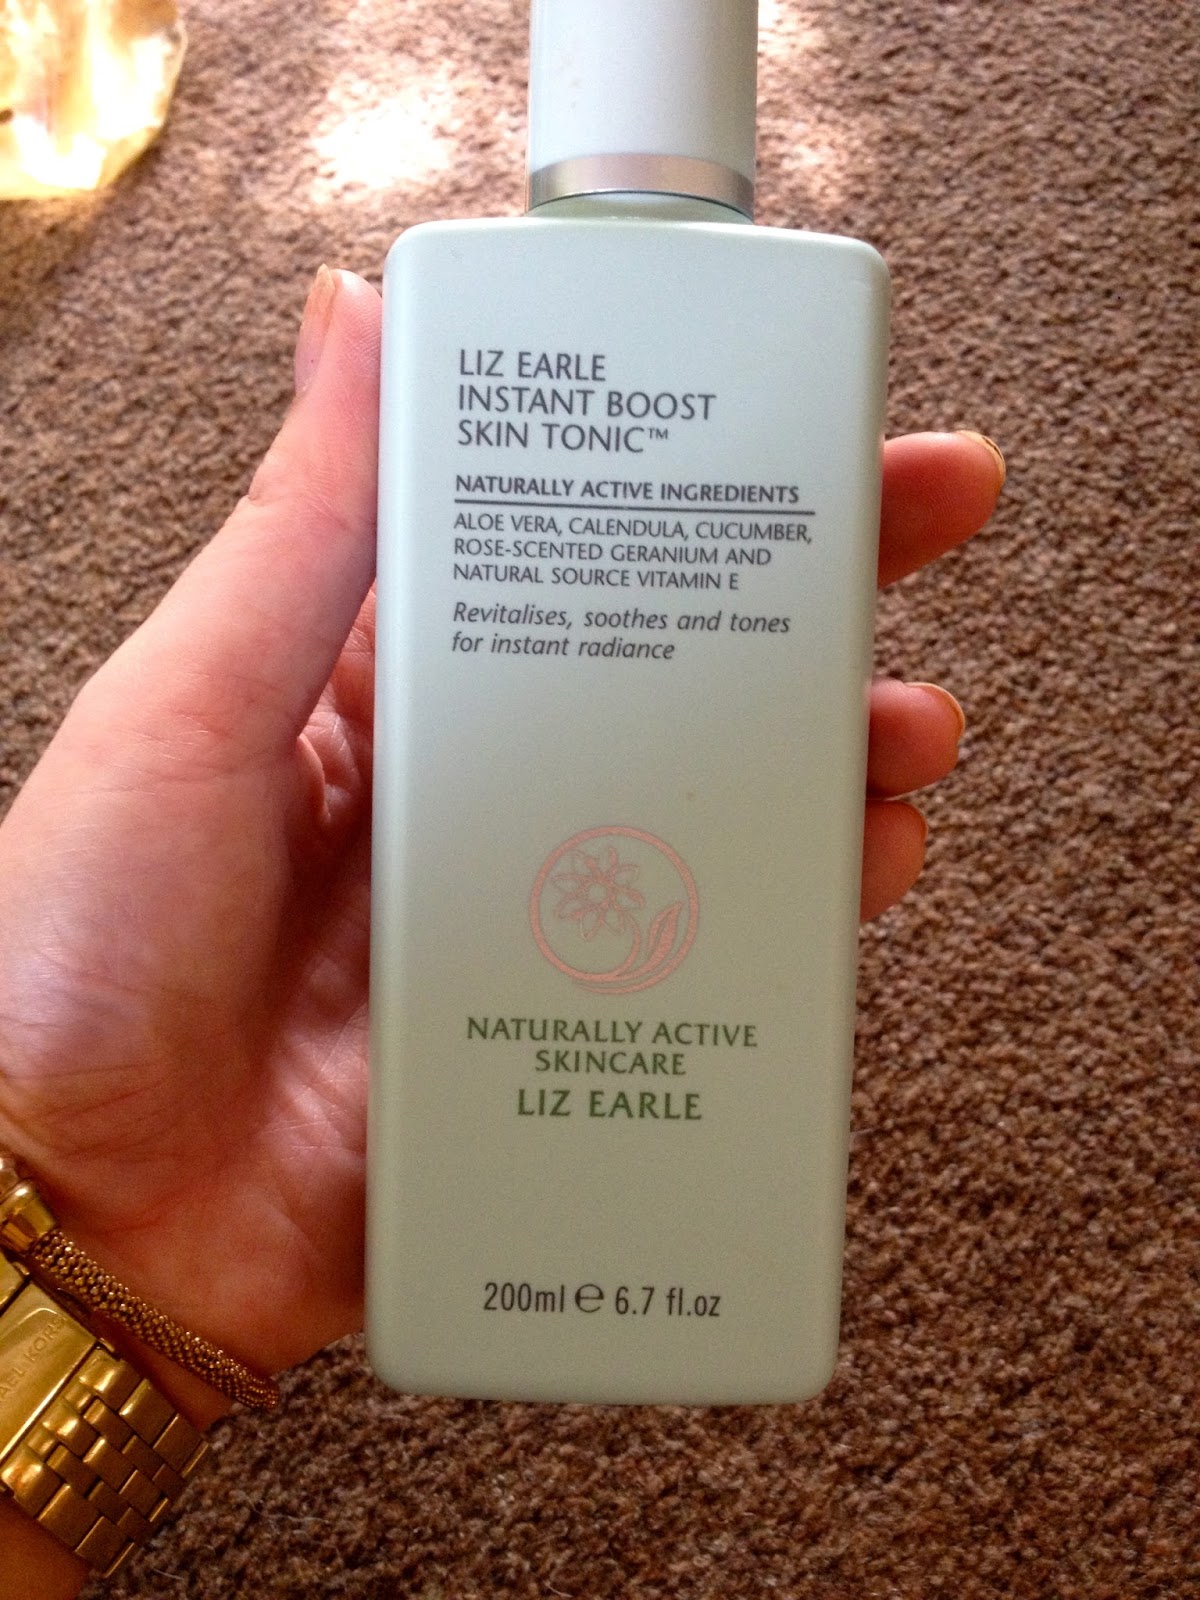 LIZ EARLE
INSTANT BOOST
SKIN TONIC™
NATURALLY ACTIVE INGREDIENTS
ALOE VERA, CALENDULA, CUCUMBER,
ROSE-SCENTED GERANIUM AND
NATURAL SOURCE VITAMIN E
Revitalises, soothes and tones
for instant radiance
NATURALLY ACTIVE
SKINCARE
LIZ EARLE
200ml ℮ 6.7 fl.oz